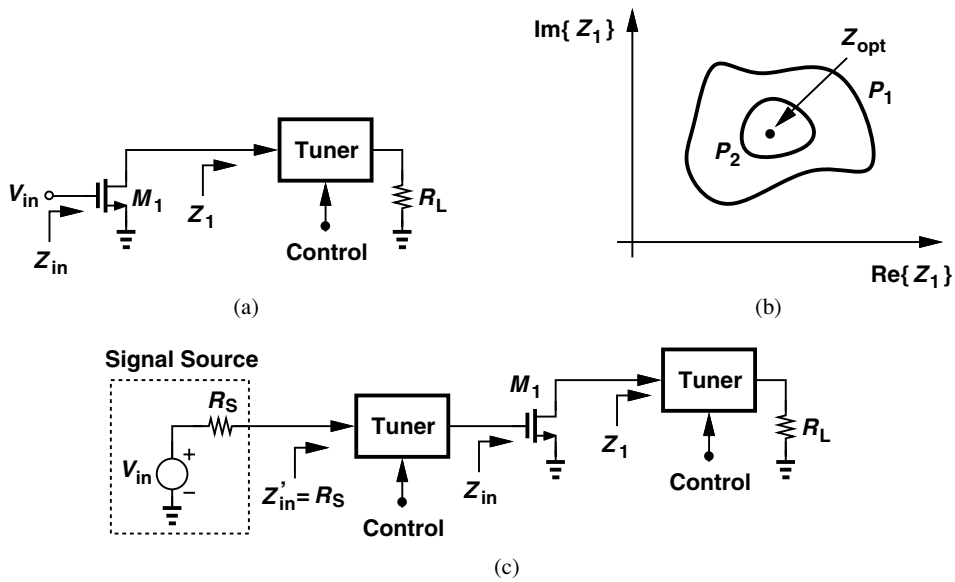 V_in
Z_in
M_1
Z_1
Tuner
Control
R_L
(a)
Im{ Z_1}
Z_opt
P_1
P_2
Re{ Z_1}
(b)
Signal Source
R_S
V_in
+
−
Z'_in = R_S
Tuner
Control
Z_in
M_1
Z_1
Tuner
Control
R_L
(c)